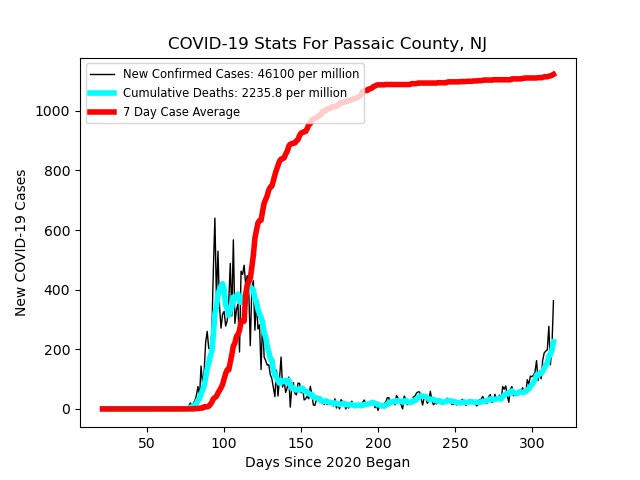 COVID-19 Stats For Passaic County, NJ
New Confirmed Cases: 46100 per million
Cumulative Deaths: 2235.8 per million
7 Day Case Average
New COVID-19 Cases
1000
800
600
400
200
0
50 100 150 200 250 300
Days Since 2020 Began